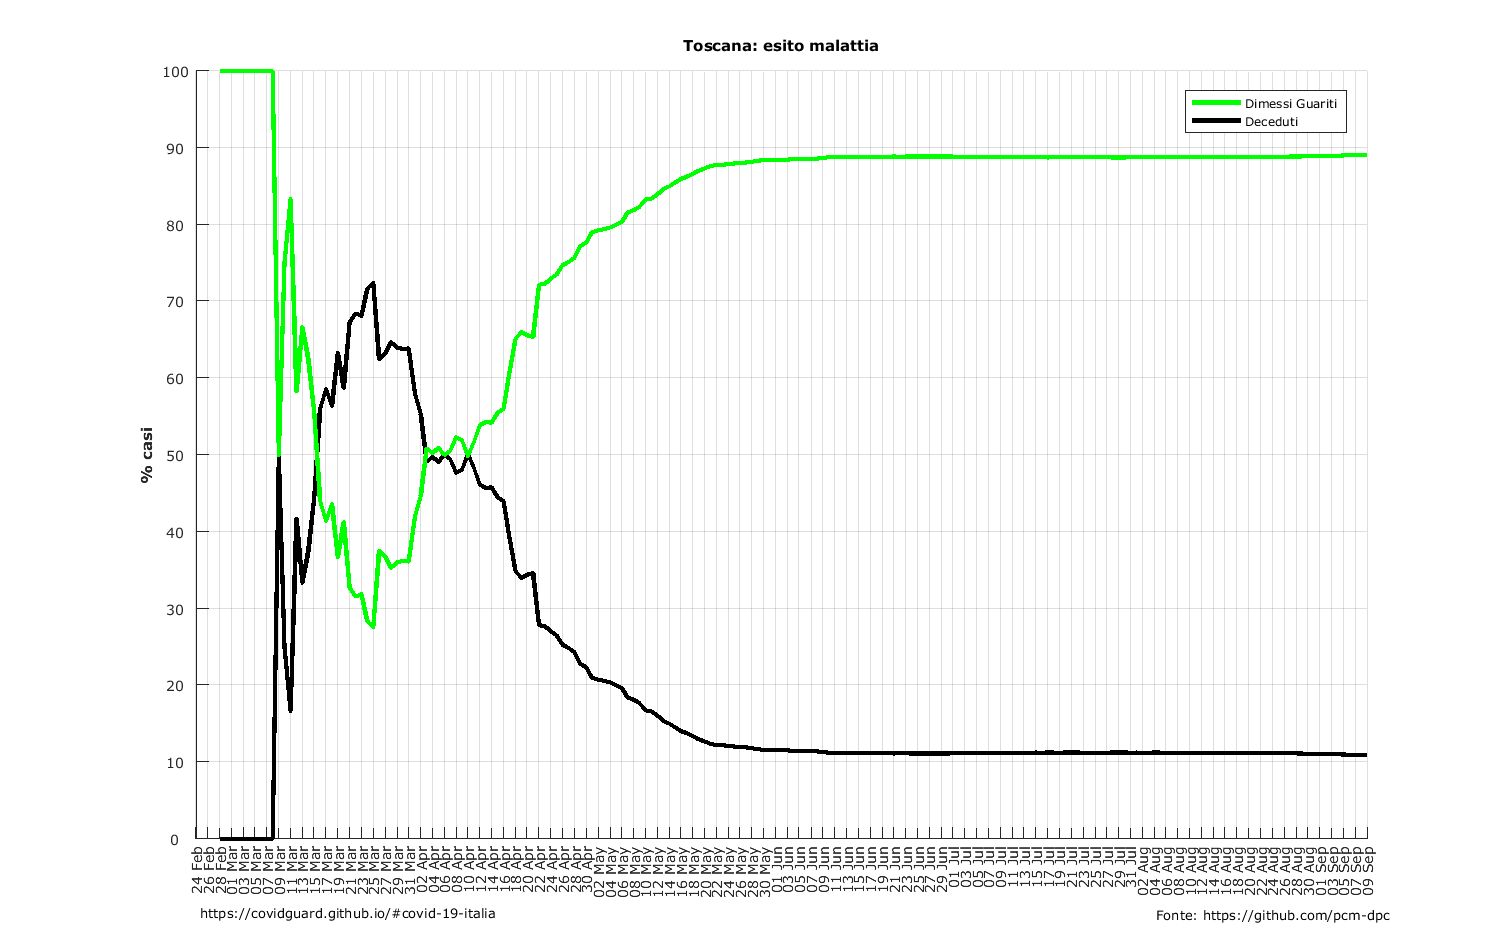 Toscana: esito malattia
Dimessi Guariti
Deceduti
% casi
100
90
80
70
60
50
40
30
20
10
0
24 Feb
26 Feb
28 Feb
01 Mar
03 Mar
05 Mar
07 Mar
09 Mar
11 Mar
13 Mar
15 Mar
17 Mar
19 Mar
21 Mar
23 Mar
25 Mar
27 Mar
29 Mar
31 Mar
02 Apr
04 Apr
06 Apr
08 Apr
10 Apr
12 Apr
14 Apr
16 Apr
18 Apr
20 Apr
22 Apr
24 Apr
26 Apr
28 Apr
30 Apr
02 May
04 May
06 May
08 May
10 May
12 May
14 May
16 May
18 May
20 May
22 May
24 May
26 May
28 May
30 May
01 Jun
03 Jun
05 Jun
07 Jun
09 Jun
11 Jun
13 Jun
15 Jun
17 Jun
19 Jun
21 Jun
23 Jun
25 Jun
27 Jun
29 Jun
01 Jul
03 Jul
05 Jul
07 Jul
09 Jul
11 Jul
13 Jul
15 Jul
17 Jul
19 Jul
21 Jul
23 Jul
25 Jul
27 Jul
29 Jul
31 Jul
02 Aug
04 Aug
06 Aug
08 Aug
10 Aug
12 Aug
14 Aug
16 Aug
18 Aug
20 Aug
22 Aug
24 Aug
26 Aug
28 Aug
30 Aug
01 Sep
03 Sep
05 Sep
07 Sep
09 Sep
https://covidguard.github.io/#covid-19-italia
Fonte: https://github.com/pcm-dpc